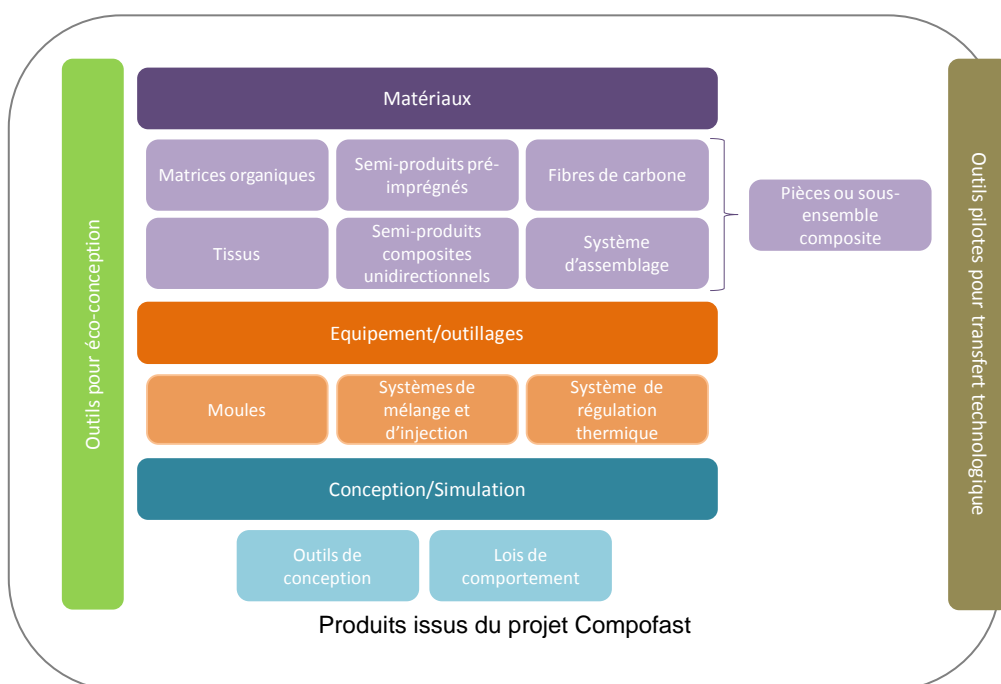 Outils pour éco-conception
Matériaux
Matrices organiques
Semi-produits pré-
imprégnés
Fibres de carbone
Tissus
Semi-produits
composites
unidirectionnels
Système
d'assemblage
Pièces ou sous-
ensemble
composite
Equipement/outillages
Moules
Systèmes de
mélange et
d'injection
Système de
régulation
thermique
Conception/Simulation
Outils de
conception
Lois de
comportement
Outils pilotes pour transfert technologique
Produits issus du projet Compofast